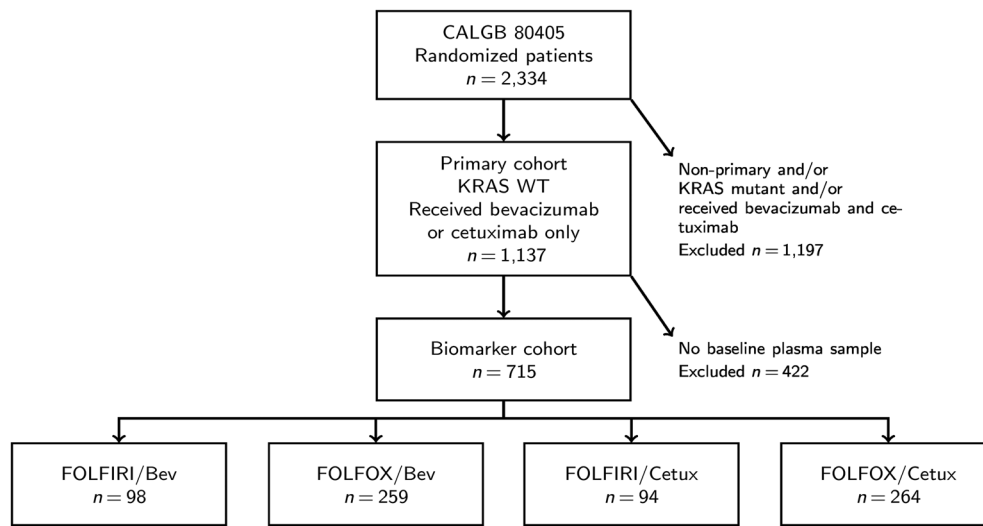 CALGB 80405
Randomized patients
n = 2,334
Primary cohort
KRAS WT
Received bevacizumab
or cetuximab only
n = 1,137
Non-primary and/or
KRAS mutant and/or
received bevacizumab and ce-
tuximab
Excluded n = 1,197
Biomarker cohort
n = 715
No baseline plasma sample
Excluded n = 422
FOLFIRI/Bev
n = 98
FOLFOX/Bev
n = 259
FOLFIRI/Cetux
n = 94
FOLFOX/Cetux
n = 264